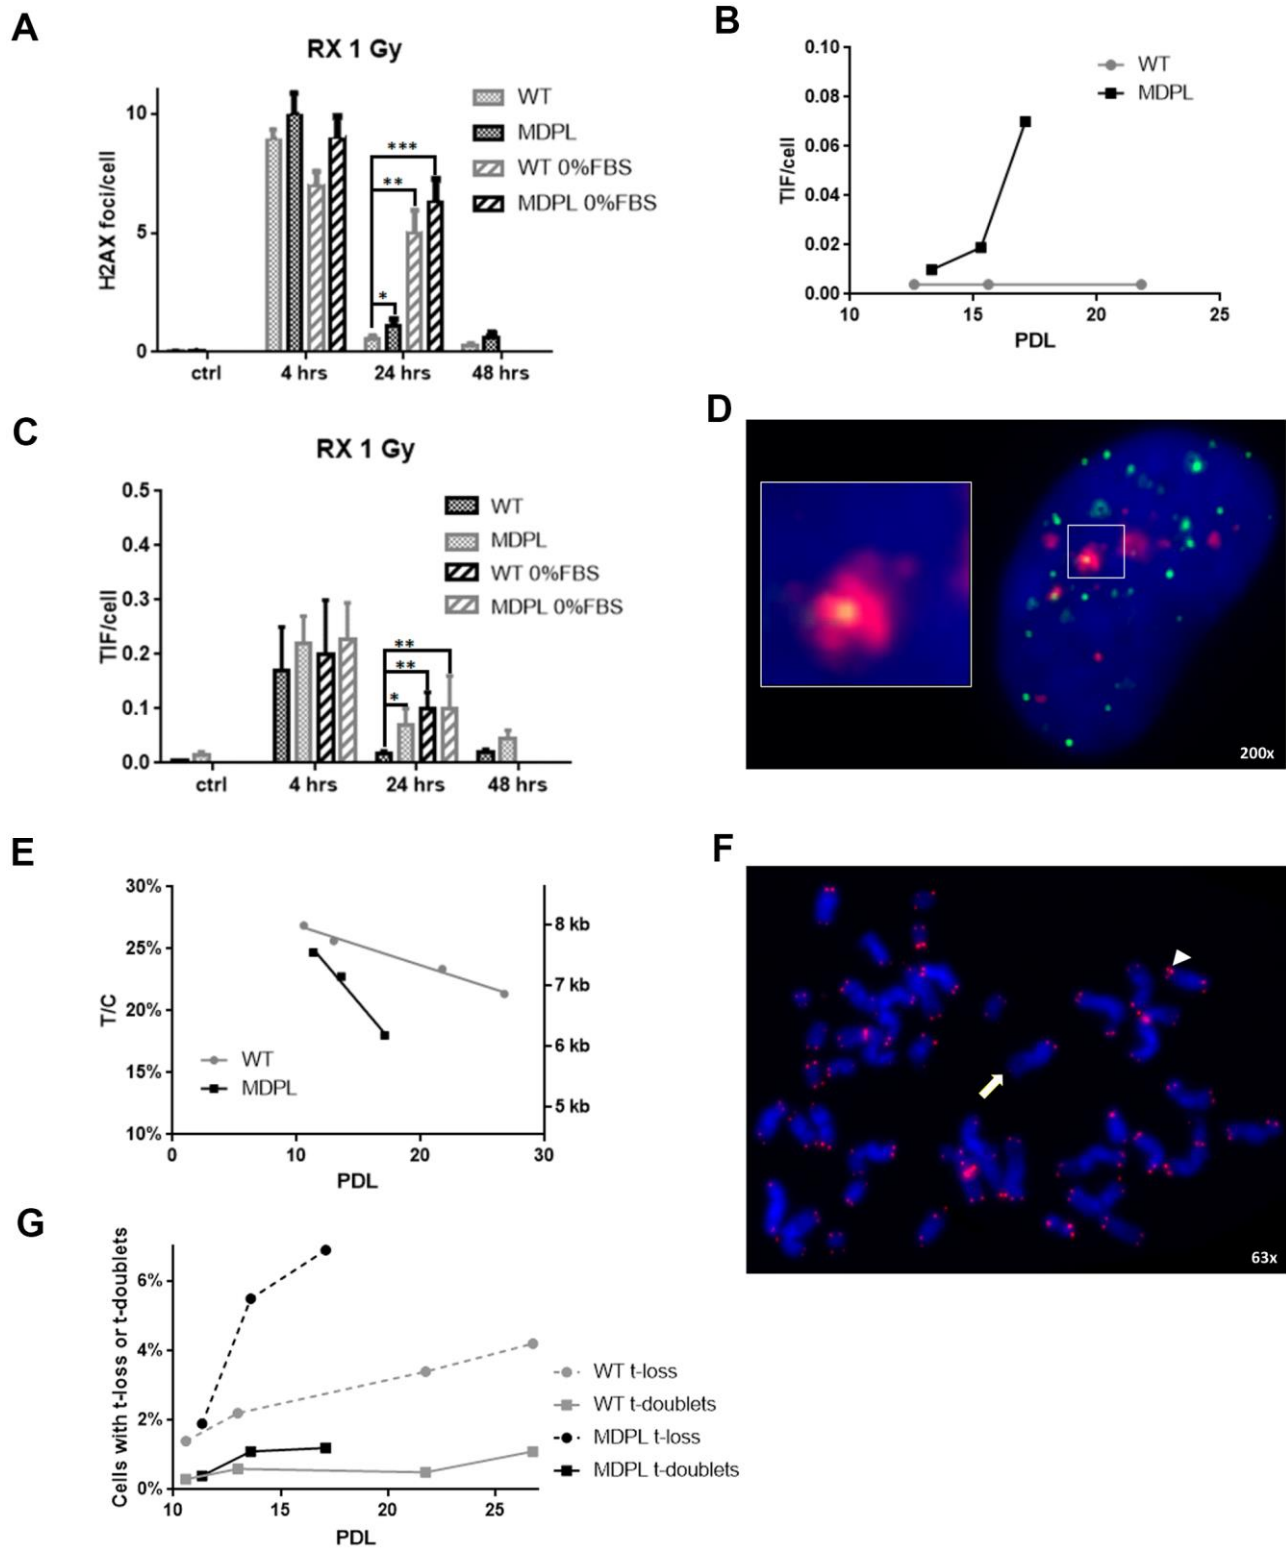 A
RX 1 Gy
H2AX foci/cell
10
5
0
ctrl
4 hrs
24 hrs
48 hrs
*
**
***
WT
MDPL
WT 0%FBS
MDPL 0%FBS
B
TIF/cell
0.10
0.08
0.06
0.04
0.02
0.00
10
15
20
25
PDL
WT
MDPL
C
RX 1 Gy
TIF/cell
0.5
0.4
0.3
0.2
0.1
0.0
ctrl
4 hrs
24 hrs
48 hrs
**
**
*
WT
MDPL
WT 0%FBS
MDPL 0%FBS
D
200x
E
T/C
30%
25%
20%
15%
10%
8 kb
7 kb
6 kb
5 kb
WT
MDPL
0
10
20
30
PDL
F
63x
G
Cells with t-loss or t-doublets
6%
4%
2%
0%
10
15
20
25
PDL
WT t-loss
WT t-doublets
MDPL t-loss
MDPL t-doublets